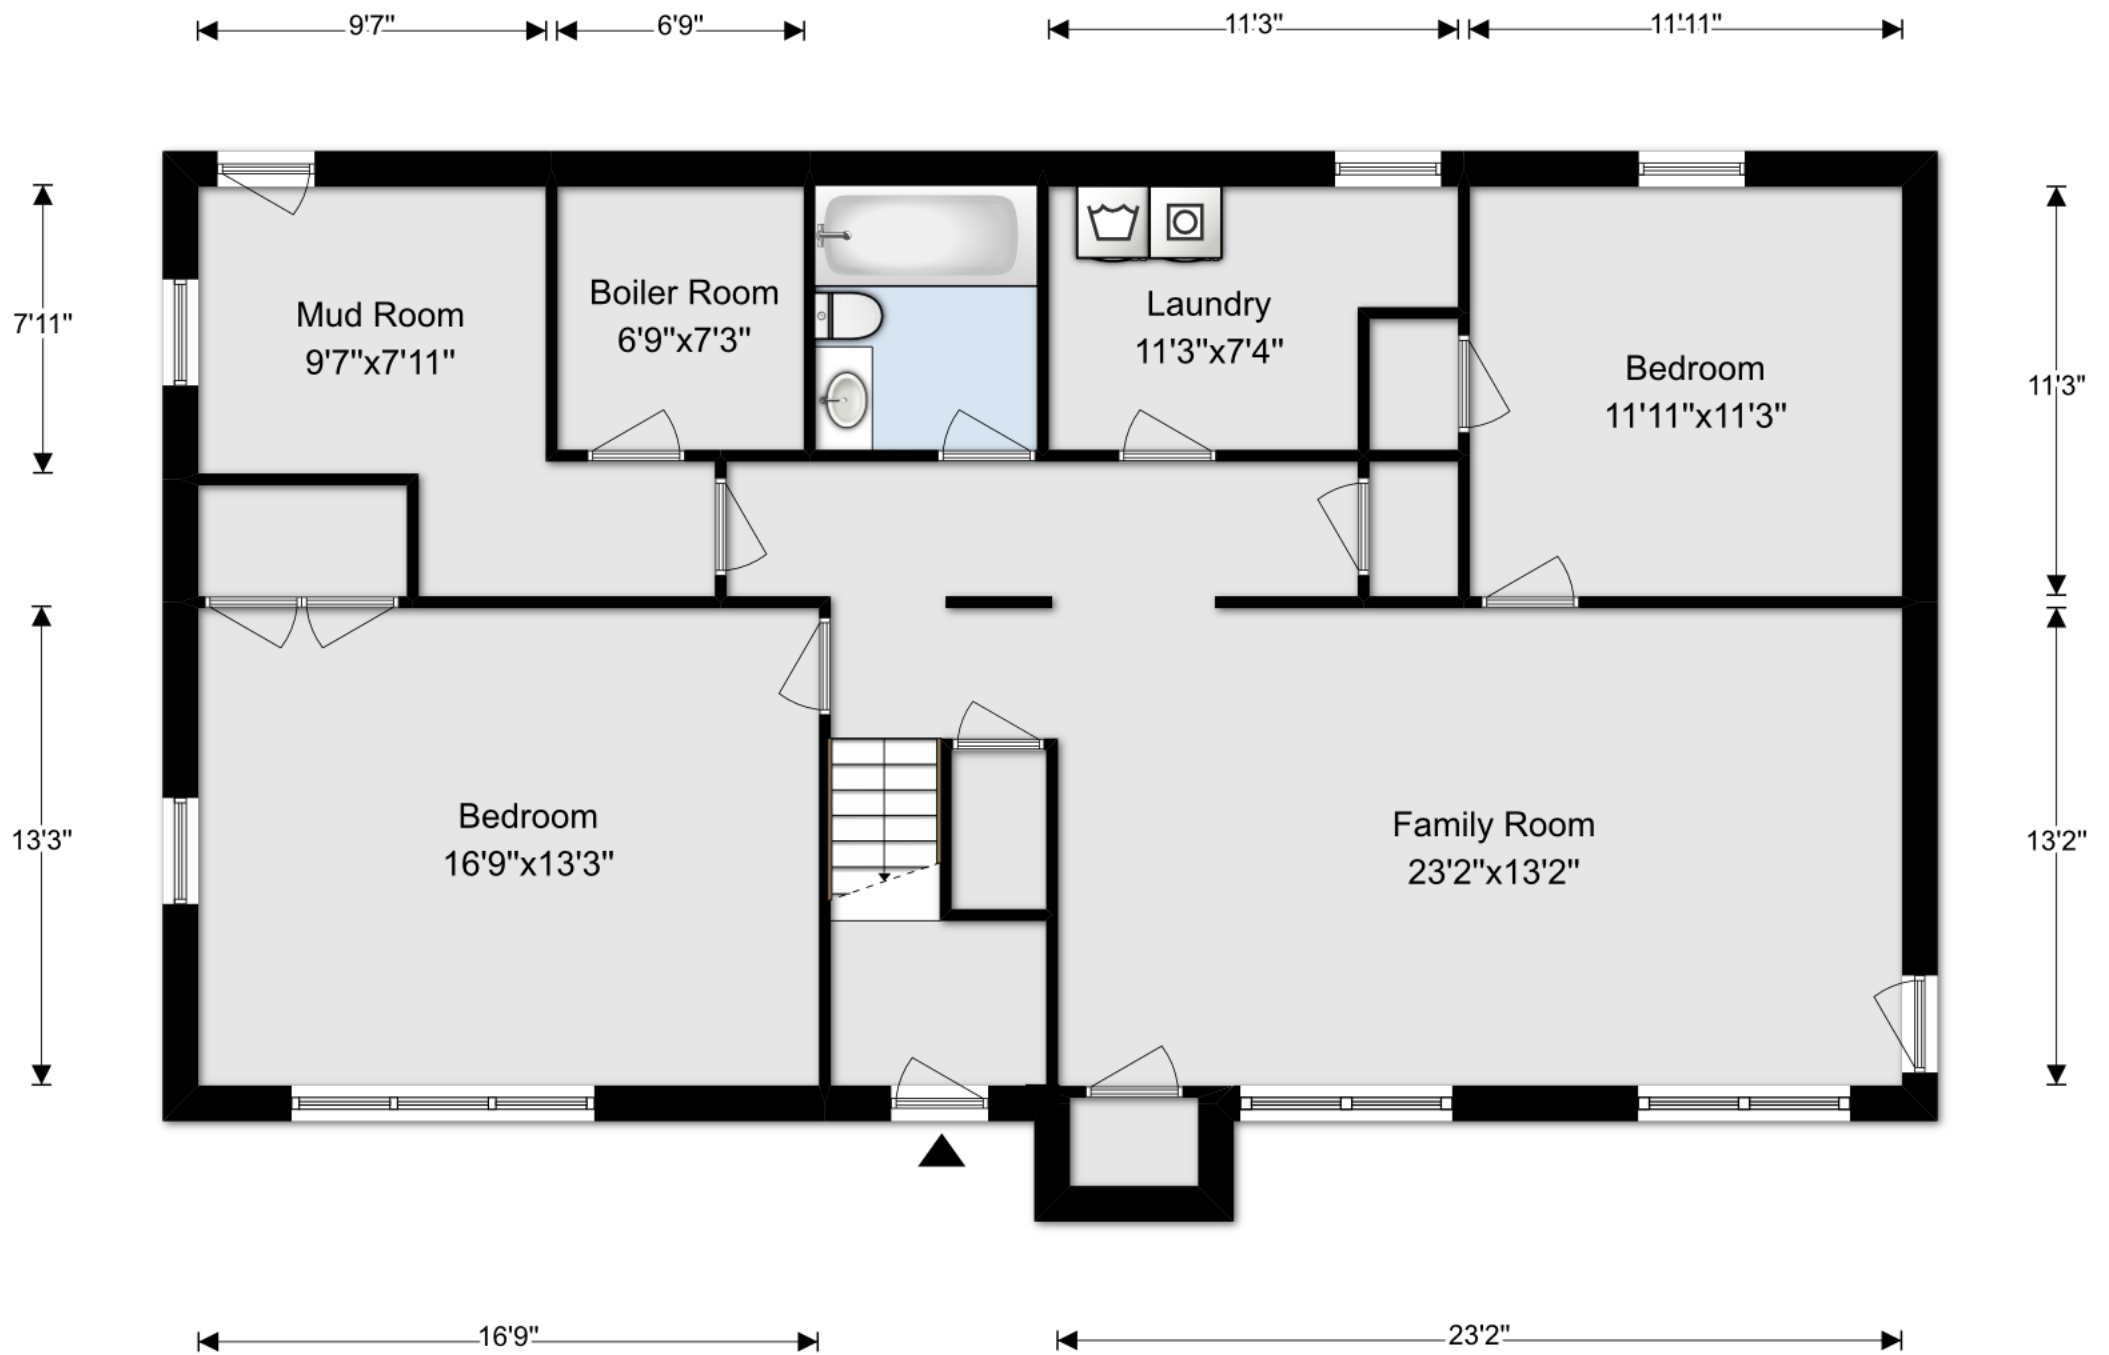 9'7"
6'9"
11'3"
11'11"
7'11"
Mud Room
9'7"x7'11"
Boiler Room
6'9"x7'3"
Laundry
11'3"x7'4"
Bedroom
11'11"x11'3"
11'3"
13'3"
Bedroom
16'9"x13'3"
Family Room
23'2"x13'2"
13'2"
16'9"
23'2"